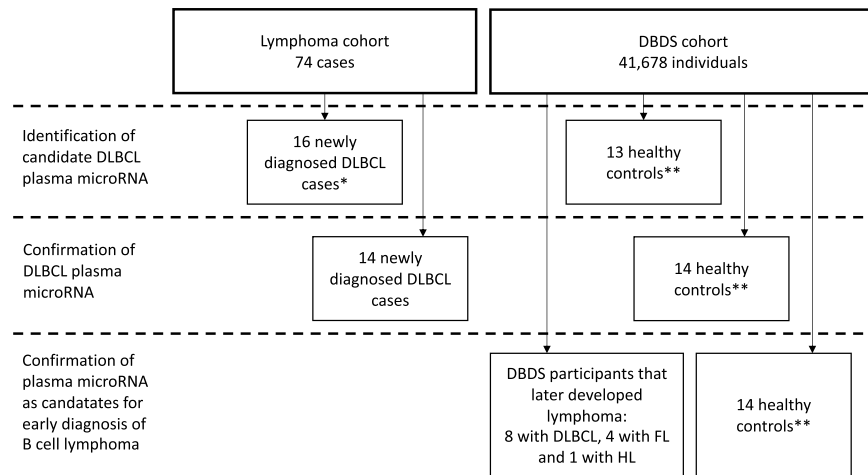 Lymphoma cohort
74 cases
DBDS cohort
41,678 individuals
Identification of
candidate DLBCL
plasma microRNA
16 newly
diagnosed DLBCL
cases*
13 healthy
controls**
Confirmation of
DLBCL plasma
microRNA
14 newly
diagnosed DLBCL
cases
14 healthy
controls**
Confirmation of
plasma microRNA
as candatates for
early diagnosis of
B cell lymphoma
DBDS participants that
later developed
lymphoma:
8 with DLBCL, 4 with FL
and 1 with HL
14 healthy
controls**